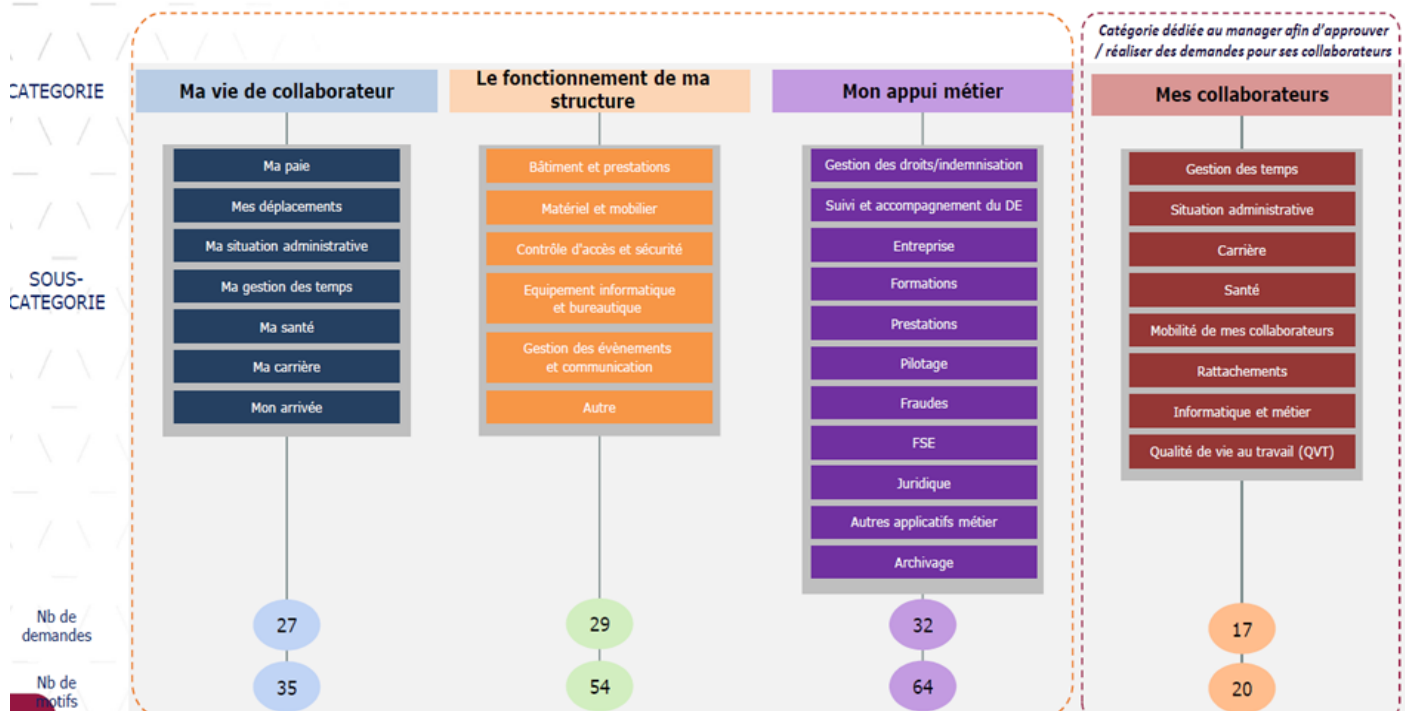 Catégorie dédiée au manager afin d'approuver
/ réaliser des demandes pour ses collaborateurs
CATEGORIE
Ma vie de collaborateur
Le fonctionnement de ma
structure
Mon appui métier
Mes collaborateurs
SOUS-
CATEGORIE
Ma paie
Mes déplacements
Ma situation administrative
Ma gestion des temps
Ma santé
Ma carrière
Mon arrivée
Bâtiment et prestations
Matériel et mobilier
Contrôle d'accès et sécurité
Equipement informatique
et bureautique
Gestion des évènements
et communication
Autre
Gestion des droits/indemnisation
Suivi et accompagnement du DE
Entreprise
Formations
Prestations
Pilotage
Fraudes
FSE
Juridique
Autres applicatifs métier
Archivage
Gestion des temps
Situation administrative
Carrière
Santé
Mobilité de mes collaborateurs
Rattachements
Informatique et métier
Qualité de vie au travail (QVT)
Nb de
demandes
27
29
32
17
Nb de
motifs
35
54
64
20